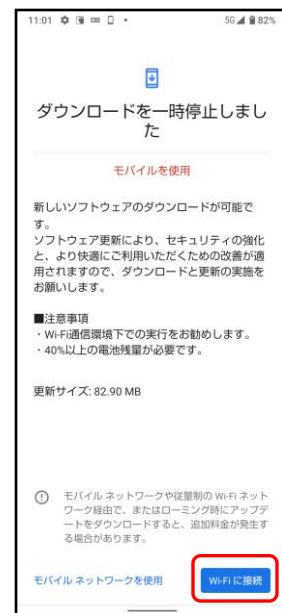 11:01 5G 82%
ダウンロードを一時停止しまし
た
モバイルを使用
新しいソフトウェアのダウンロードが可能で
す。
ソフトウェア更新により、セキュリティの強化
と、より快適にご利用いただくための改善が適
用されますので、ダウンロードと更新の実施を
お願いします。
■注意事項
・Wi-Fi通信環境下での実行をお勧めします。
・40%以上の電池残量が必要です。
更新サイズ: 82.90 MB
モバイル ネットワークや従量制の Wi-Fi ネット
ワーク経由で、またはローミング時にアップデ
ートをダウンロードすると、追加料金が発生す
る場合があります。
モバイル ネットワークを使用 Wi-Fi に接続